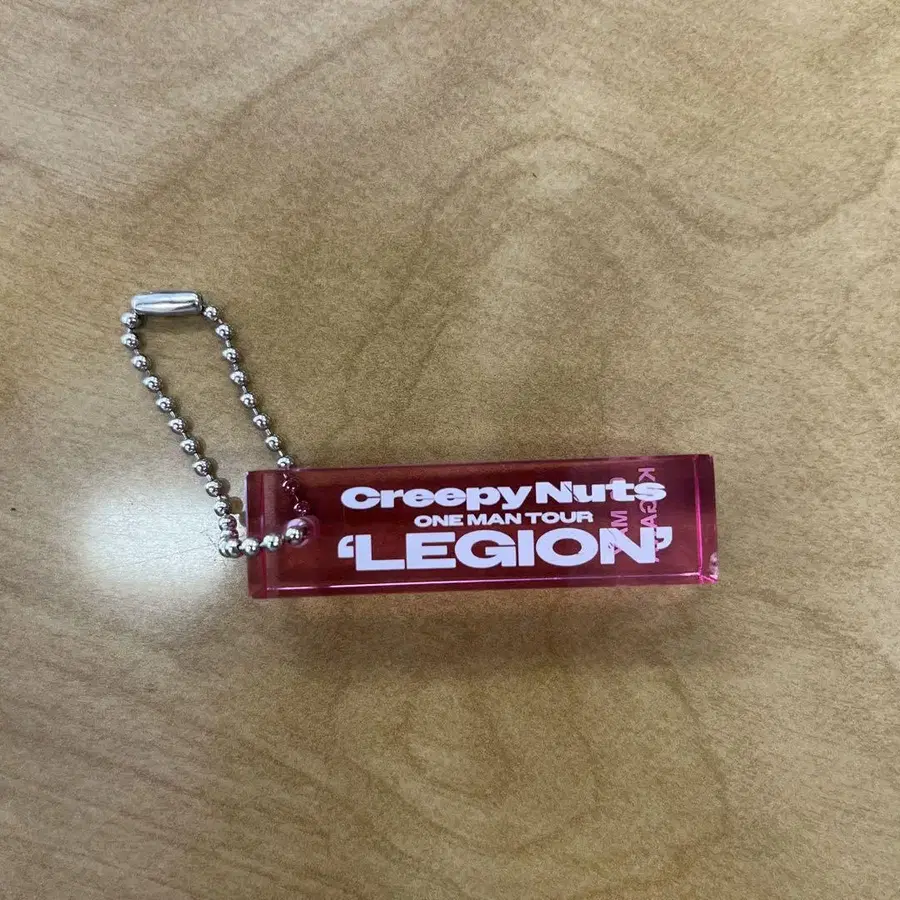 Creepy Nuts
ONE MAN TOUR
‘LEGION’